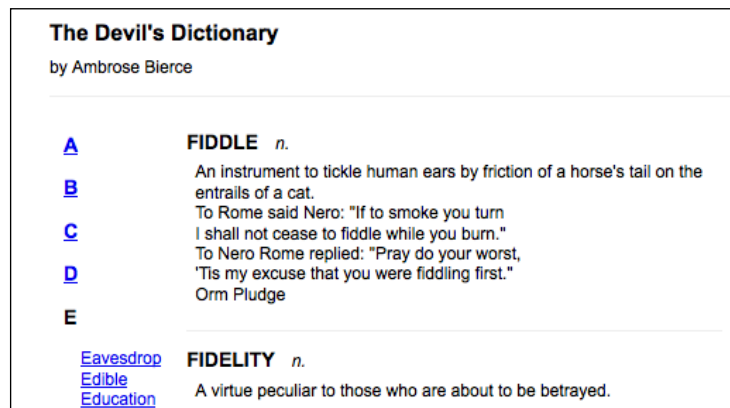 The Devil's Dictionary
by Ambrose Bierce
A
B
C
D
E
Eavesdrop
Edible
Education
FIDDLE n.
An instrument to tickle human ears by friction of a horse's tail on the
entrails of a cat.
To Rome said Nero: "If to smoke you turn
I shall not cease to fiddle while you burn."
To Nero Rome replied: "Pray do your worst,
'Tis my excuse that you were fiddling first."
Orm Pludge
FIDELITY n.
A virtue peculiar to those who are about to be betrayed.